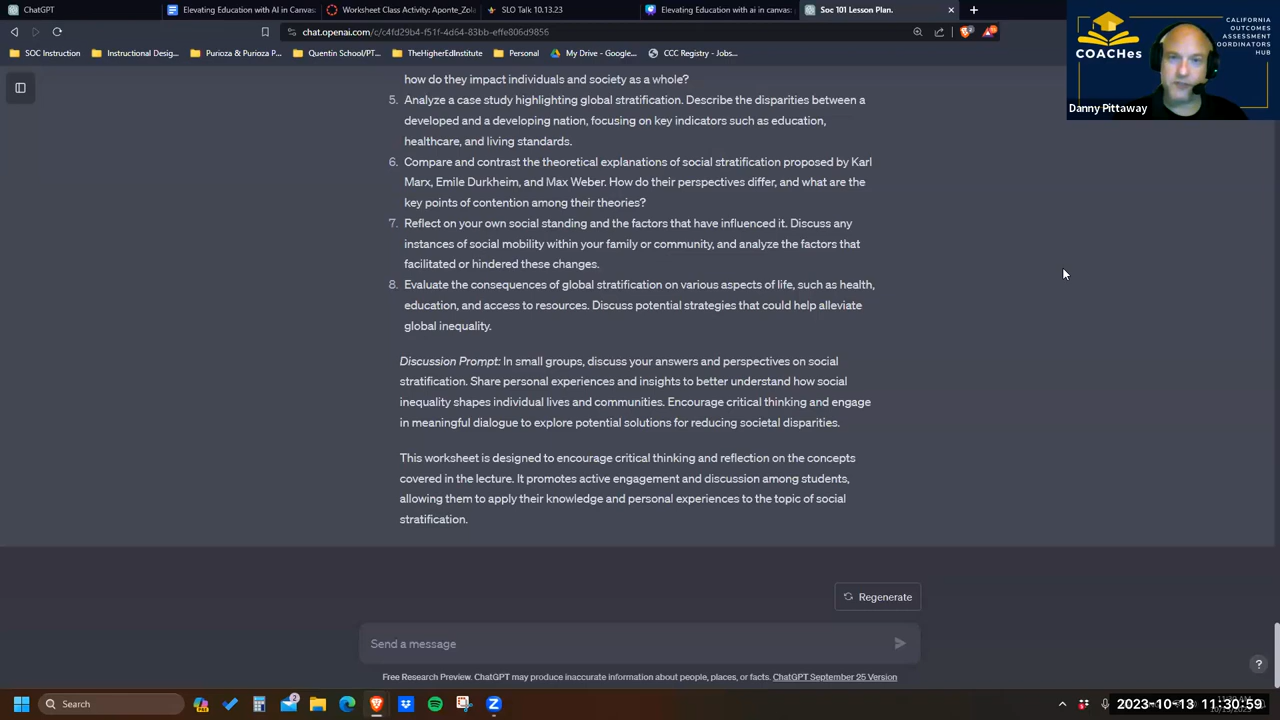 ChatGPT
Elevating Education with AI in Canvas
Worksheet Class Activity: Aponte_Zola
SLO Talk 10.13.23
Elevating Education with ai in canvas
Soc 101 Lesson Plan.
chat.openai.com/c/c4fd29b4-f51f-4d64-83bb-effe806d9856
SOC Instruction
Instructional Desig...
Purioza & Purioza P...
Quentin School/PT...
TheHigherEdInstitute
Personal
My Drive - Google...
CCC Registry - Jobs...
COACHes
CALIFORNIA
OUTCOMES
ASSESSMENT
COORDINATORS
HUB
Danny Pittaway
how do they impact individuals and society as a whole?
5. Analyze a case study highlighting global stratification. Describe the disparities between a
developed and a developing nation, focusing on key indicators such as education,
healthcare, and living standards.
6. Compare and contrast the theoretical explanations of social stratification proposed by Karl
Marx, Emile Durkheim, and Max Weber. How do their perspectives differ, and what are the
key points of contention among their theories?
7. Reflect on your own social standing and the factors that have influenced it. Discuss any
instances of social mobility within your family or community, and analyze the factors that
facilitated or hindered these changes.
8. Evaluate the consequences of global stratification on various aspects of life, such as health,
education, and access to resources. Discuss potential strategies that could help alleviate
global inequality.
Discussion Prompt: In small groups, discuss your answers and perspectives on social
stratification. Share personal experiences and insights to better understand how social
inequality shapes individual lives and communities. Encourage critical thinking and engage
in meaningful dialogue to explore potential solutions for reducing societal disparities.
This worksheet is designed to encourage critical thinking and reflection on the concepts
covered in the lecture. It promotes active engagement and discussion among students,
allowing them to apply their knowledge and personal experiences to the topic of social
stratification.
Regenerate
Send a message
Free Research Preview. ChatGPT may produce inaccurate information about people, places, or facts. ChatGPT September 25 Version
?
Search
2
2023-10-13 11:30:59